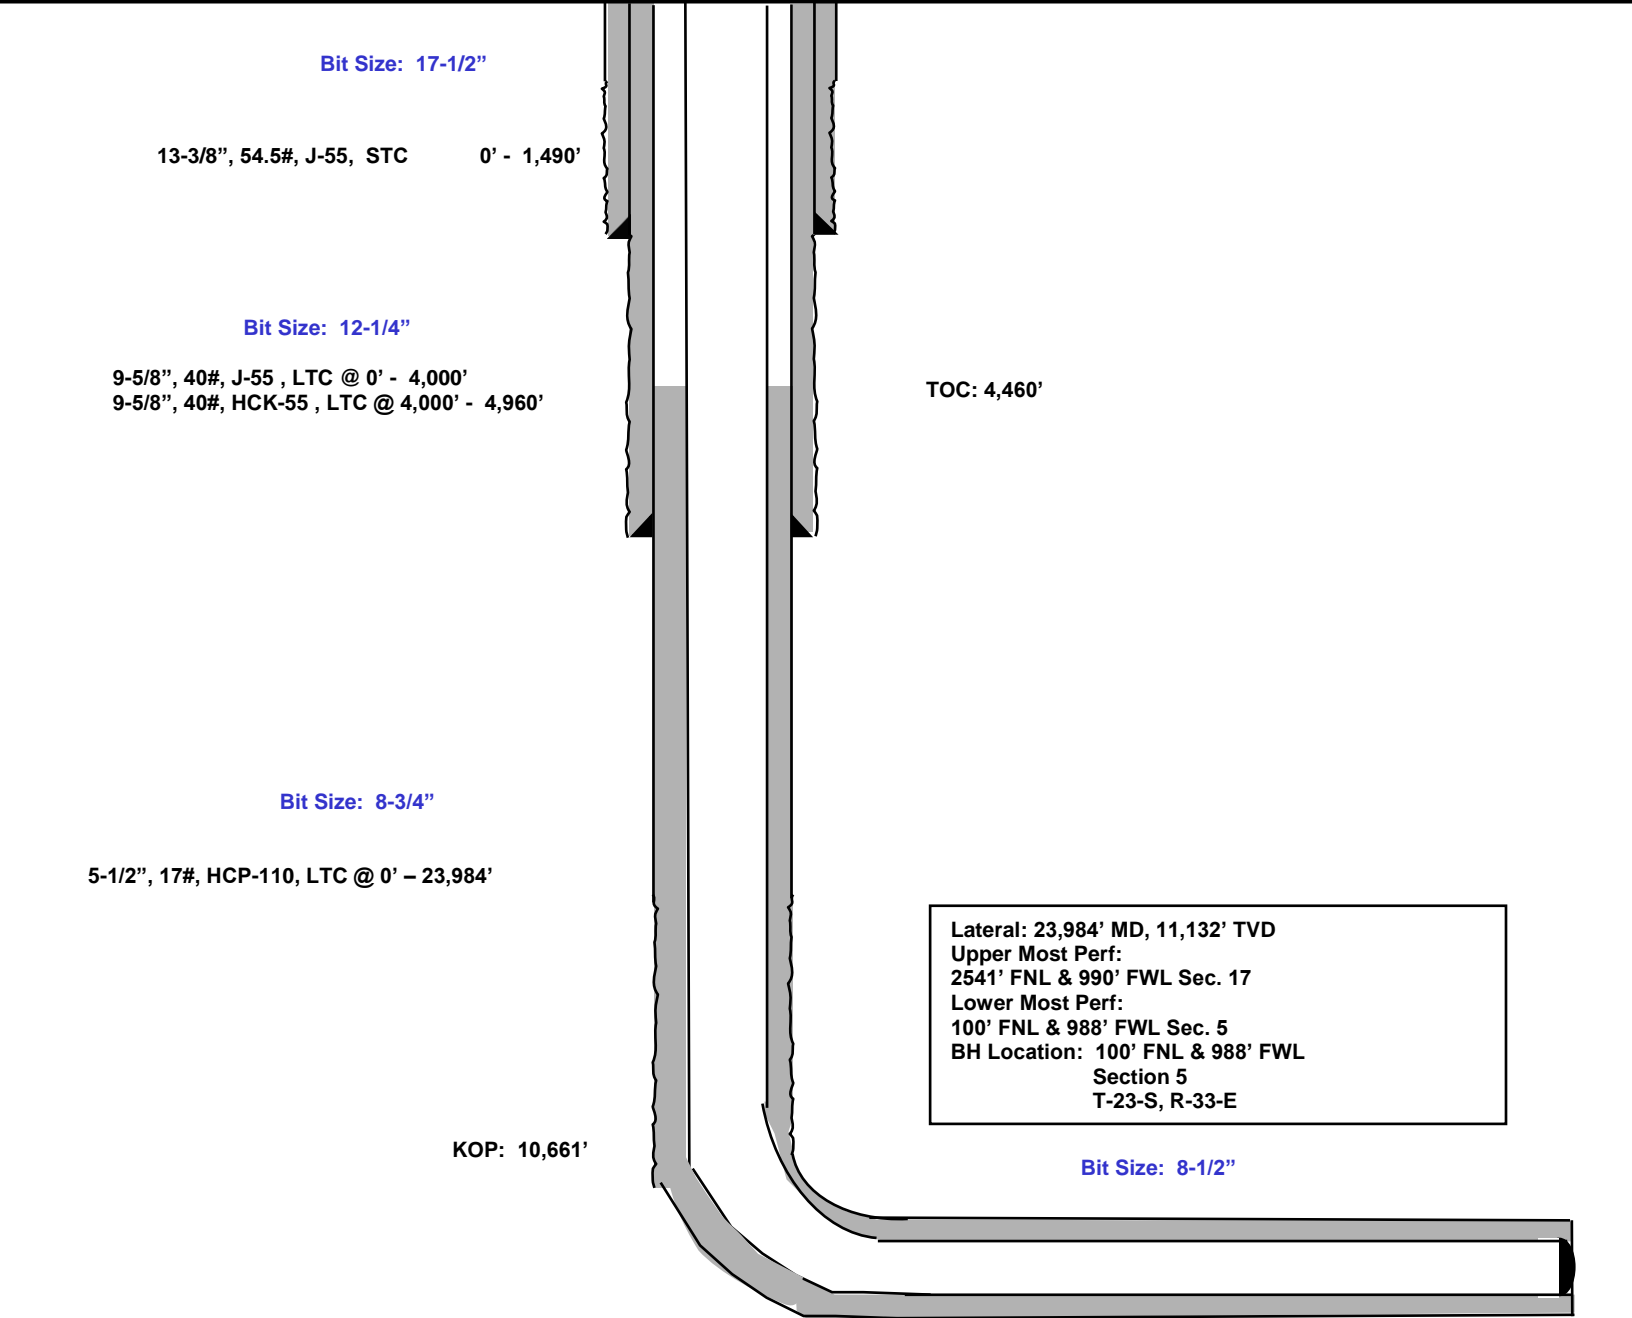 Bit Size: 17-1/2”
13-3/8”, 54.5#, J-55, STC 0’ - 1,490’
Bit Size: 12-1/4”
9-5/8”, 40#, J-55 , LTC @ 0’ - 4,000’
9-5/8”, 40#, HCK-55 , LTC @ 4,000’ - 4,960’
TOC: 4,460’
Bit Size: 8-3/4”
5-1/2”, 17#, HCP-110, LTC @ 0’ – 23,984’
Lateral: 23,984’ MD, 11,132’ TVD
Upper Most Perf:
2541’ FNL & 990’ FWL Sec. 17
Lower Most Perf:
100’ FNL & 988’ FWL Sec. 5
BH Location: 100’ FNL & 988’ FWL
Section 5
T-23-S, R-33-E
KOP: 10,661’
Bit Size: 8-1/2”